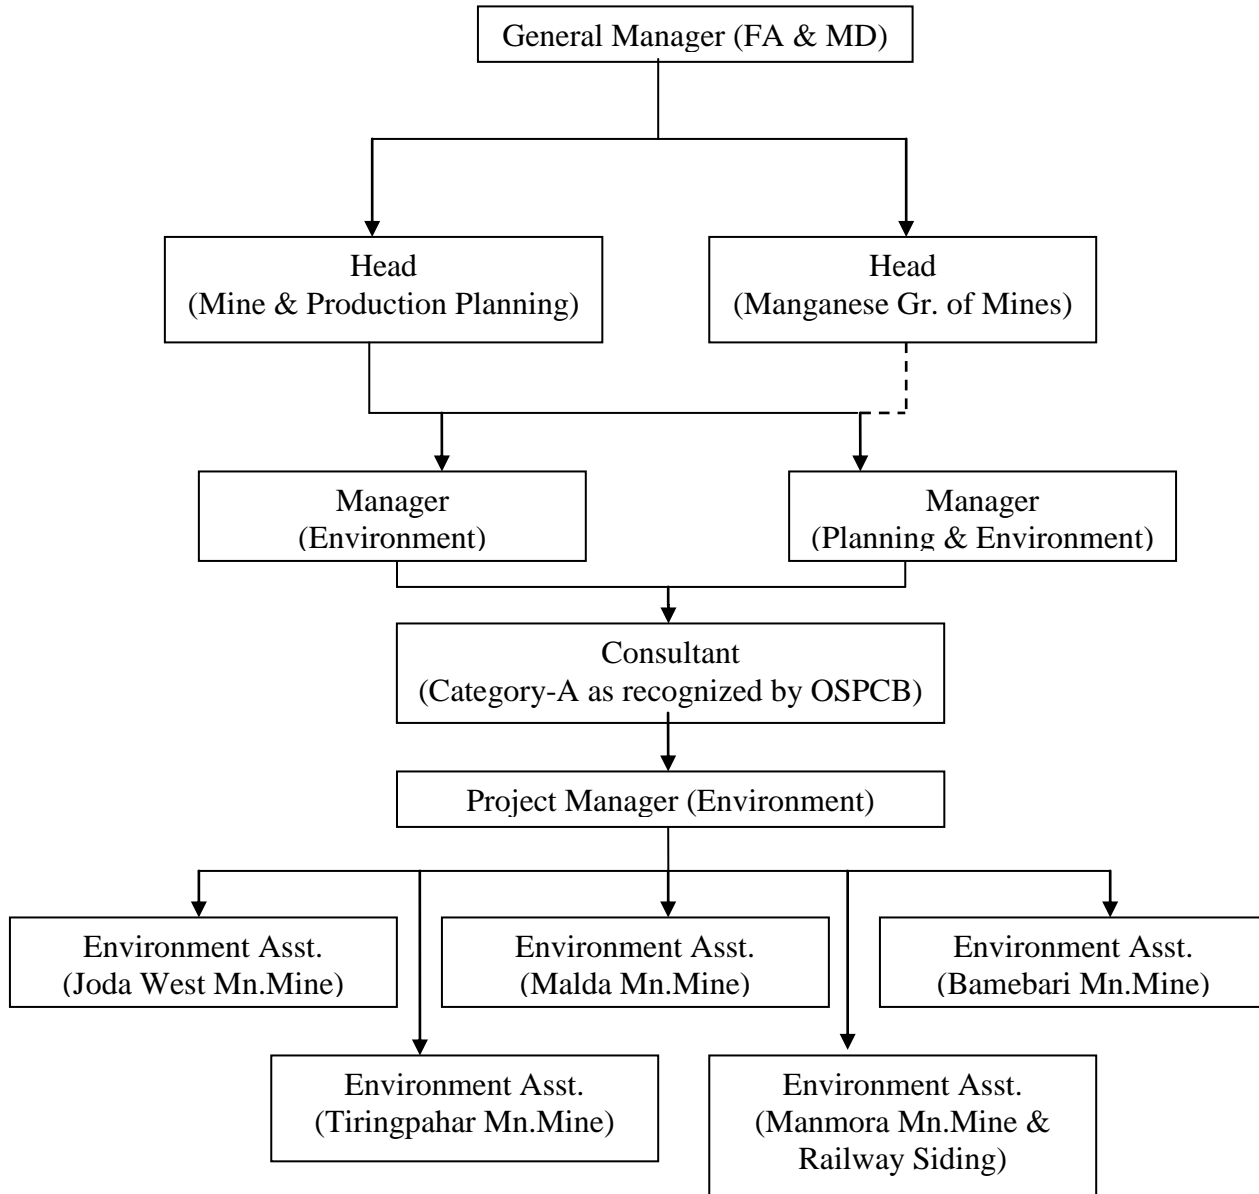 General Manager (FA & MD)
Head
(Mine & Production Planning)
Head
(Manganese Gr. of Mines)
Manager
(Environment)
Manager
(Planning & Environment)
Consultant
(Category-A as recognized by OSPCB)
Project Manager (Environment)
Environment Asst.
(Joda West Mn.Mine)
Environment Asst.
(Malda Mn.Mine)
Environment Asst.
(Bamebari Mn.Mine)
Environment Asst.
(Tiringpahar Mn.Mine)
Environment Asst.
(Manmora Mn.Mine &
Railway Siding)